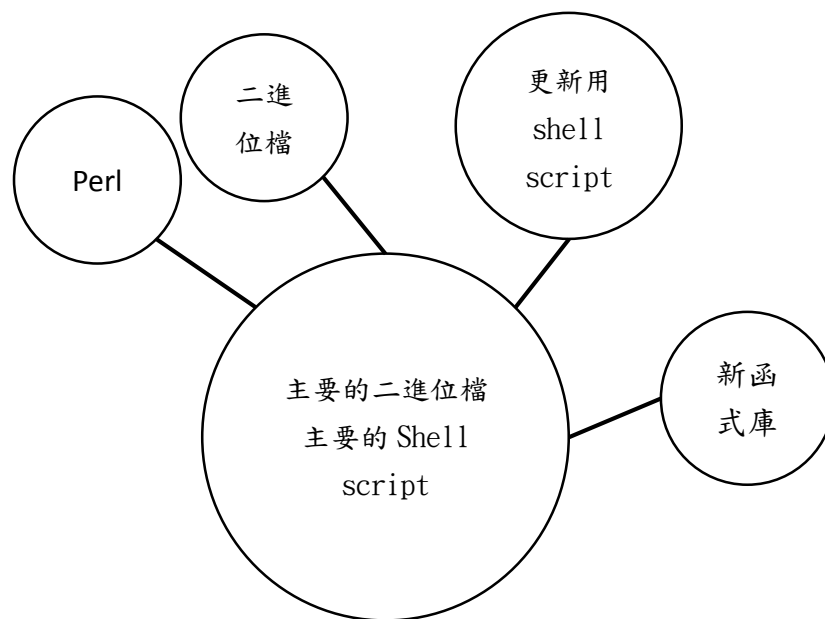 Perl
二進
位檔
更新用
shell
script
主要的二進位檔
主要的 Shell
script
新函
式庫